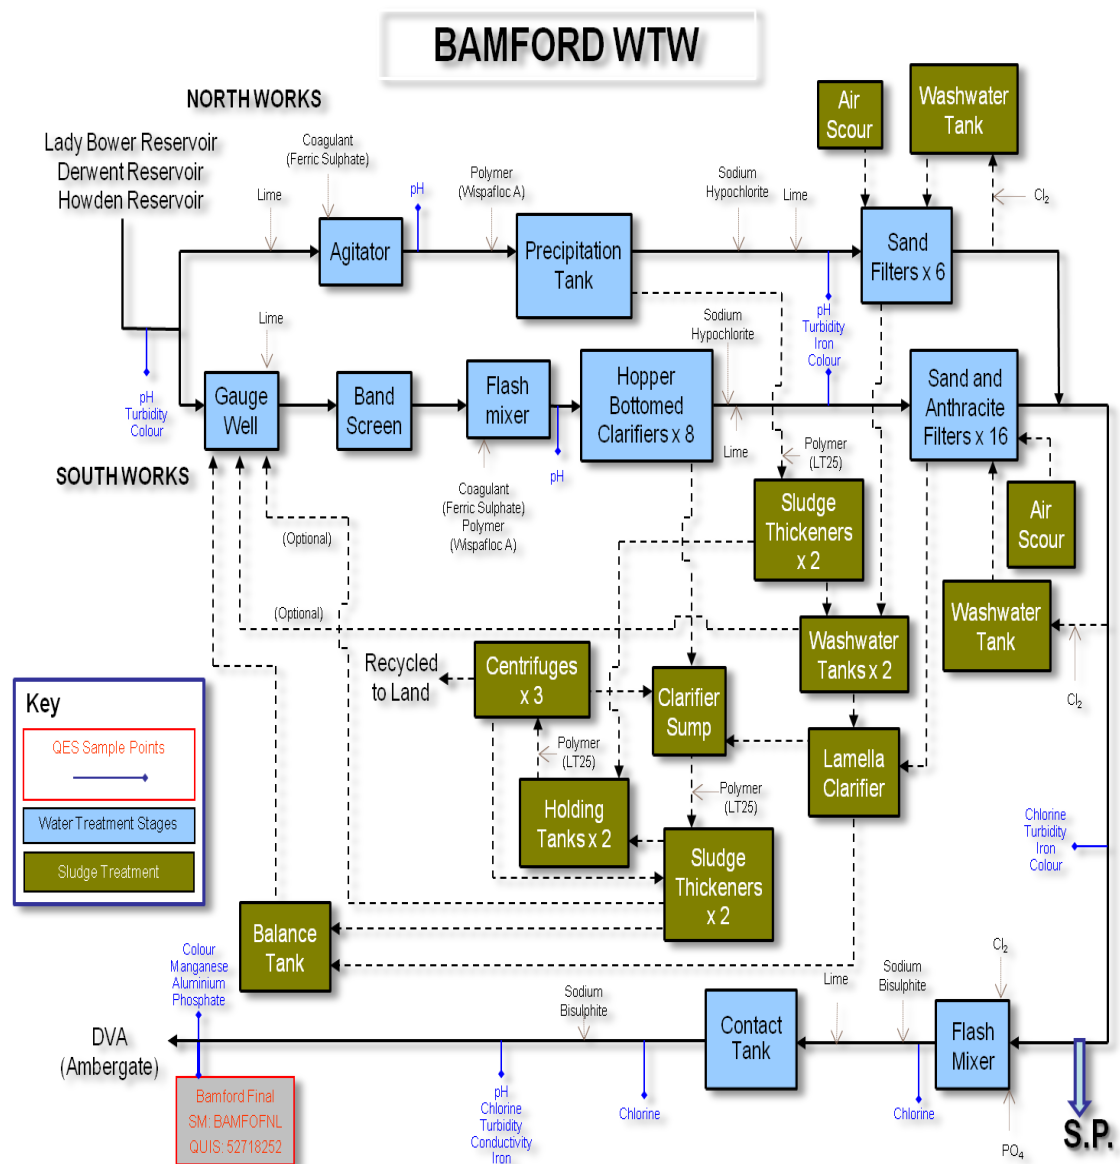 BAMFORD WTW
NORTH WORKS
Lady Bower Reservoir
Derwent Reservoir
Howden Reservoir
Lime
Coagulant
(Ferric Sulphate)
Agitator
pH
Polymer
(Wispafloc A)
Precipitation
Tank
Sodium
Hypochlorite
Lime
Air
Scour
Washwater
Tank
Cl2
Sand
Filters x 6
pH
Turbidity
Iron
Colour
pH
Turbidity
Colour
Lime
Gauge
Well
Band
Screen
Flash
mixer
pH
Hopper
Bottomed
Clarifiers x 8
Sodium
Hypochlorite
Lime
Sand and
Anthracite
Filters x 16
SOUTH WORKS
Coagulant
(Ferric Sulphate)
Polymer
(Wispafloc A)
Polymer
(LT25)
Sludge
Thickeners
x 2
Air
Scour
(Optional)
(Optional)
Washwater
Tanks x 2
Washwater
Tank
Cl2
Recycled
to Land
Centrifuges
x 3
Clarifier
Sump
Lamella
Clarifier
Polymer
(LT25)
Polymer
(LT25)
Holding
Tanks x 2
Sludge
Thickeners
x 2
Key
QES Sample Points
Water Treatment Stages
Sludge Treatment
Balance
Tank
Chlorine
Turbidity
Iron
Colour
Colour
Manganese
Aluminium
Phosphate
DVA
(Ambergate)
Bamford Final
SM: BAMFOFNL
QUIS: 52718252
Sodium
Bisulphite
pH
Chlorine
Turbidity
Conductivity
Iron
Chlorine
Contact
Tank
Lime
Sodium
Bisulphite
Chlorine
Cl2
Flash
Mixer
PO4
S.P.